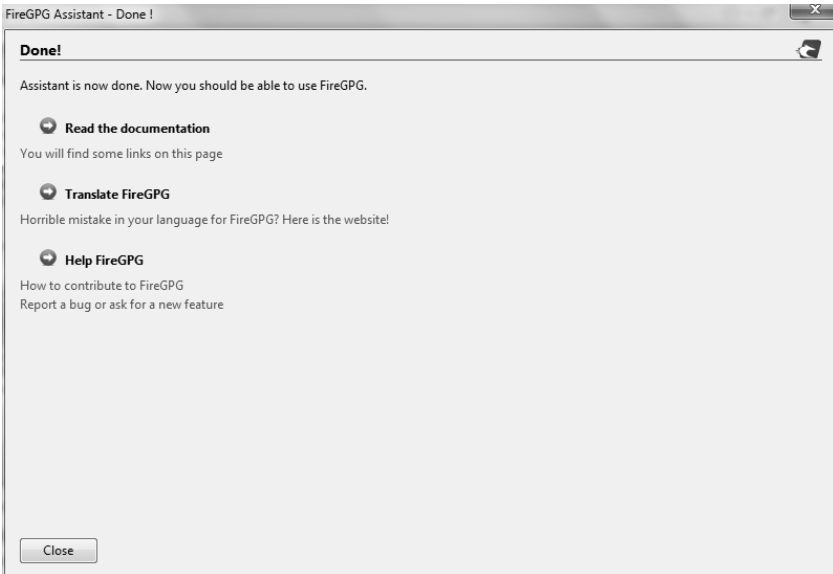 FireGPG Assistant - Done !
Done!
Assistant is now done. Now you should be able to use FireGPG.
Read the documentation
You will find some links on this page
Translate FireGPG
Horrible mistake in your language for FireGPG? Here is the website!
Help FireGPG
How to contribute to FireGPG
Report a bug or ask for a new feature
Close